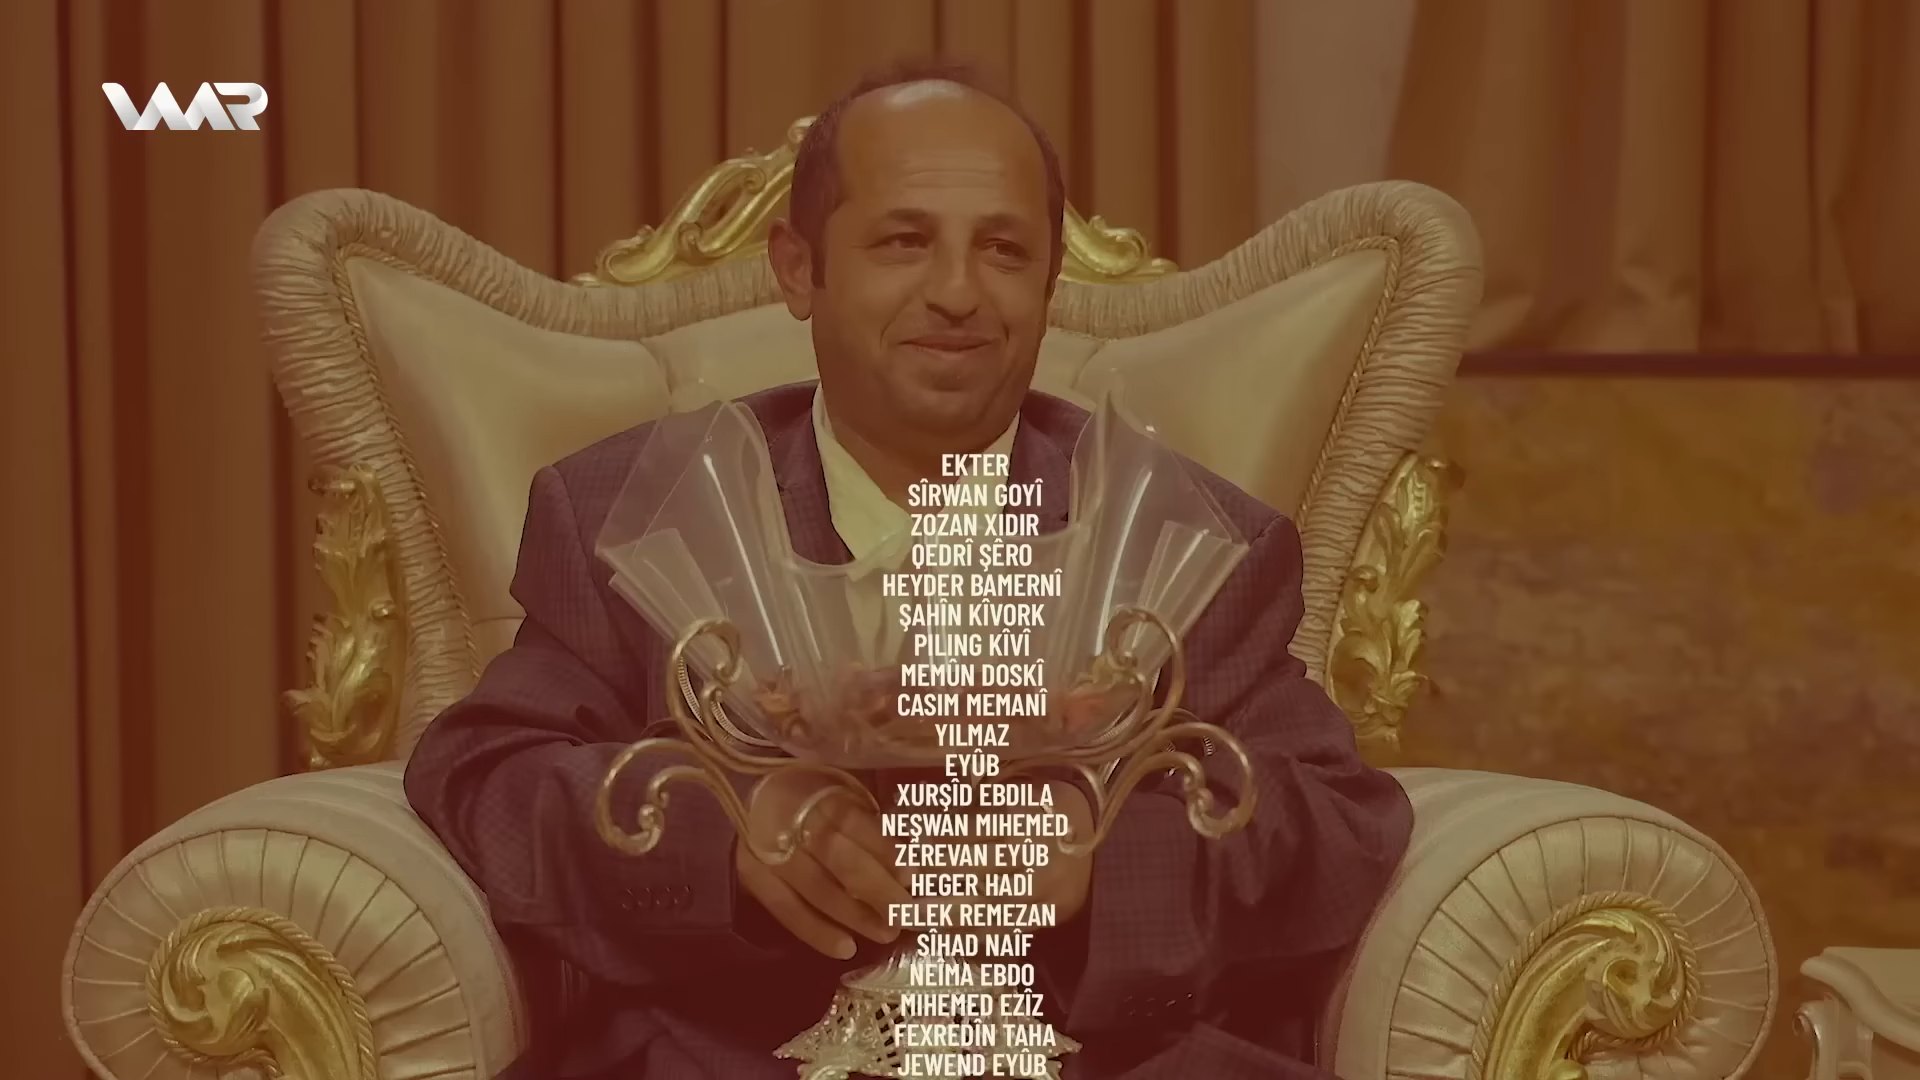 WAAR
EKTER
SÎRWAN GOYÎ
ZOZAN XIDIR
QEDRÎ ŞÊRO
HEYDER BAMERNÎ
ŞAHÎN KÎVORK
PILING KÎVÎ
MEMÛN DOSKÎ
CASIM MEMANÎ
YILMAZ
EYÛB
XURŞÎD EBDILA
NEŞWAN MIHEMED
ZÊREVAN EYÛB
HEGER HADÎ
FELEK REMEZAN
SÎHAD NAÎF
NEÎMA EBDO
MIHEMED EZÎZ
FEXREDÎN TAHA
JEWEND EYÛB